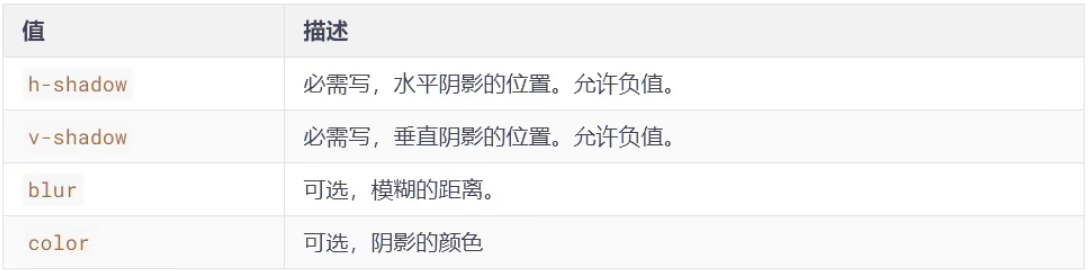 值 描述
h-shadow 必需写，水平阴影的位置。允许负值。
v-shadow 必需写，垂直阴影的位置。允许负值。
blur 可选，模糊的距离。
color 可选，阴影的颜色